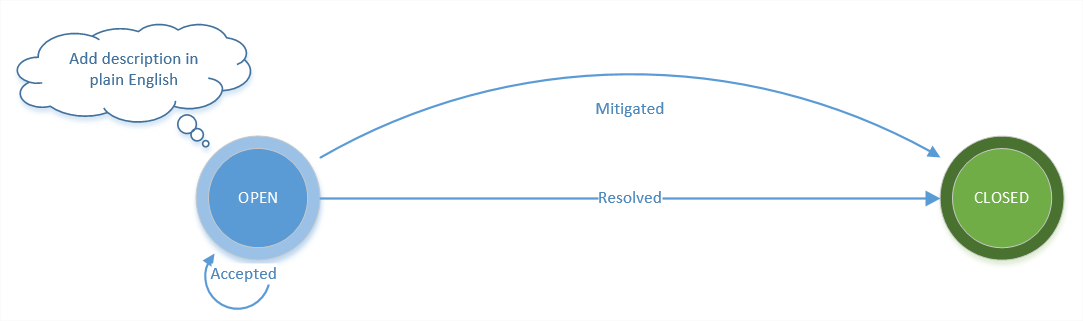 Add description in
plain English
Mitigated
OPEN
Resolved
CLOSED
Accepted